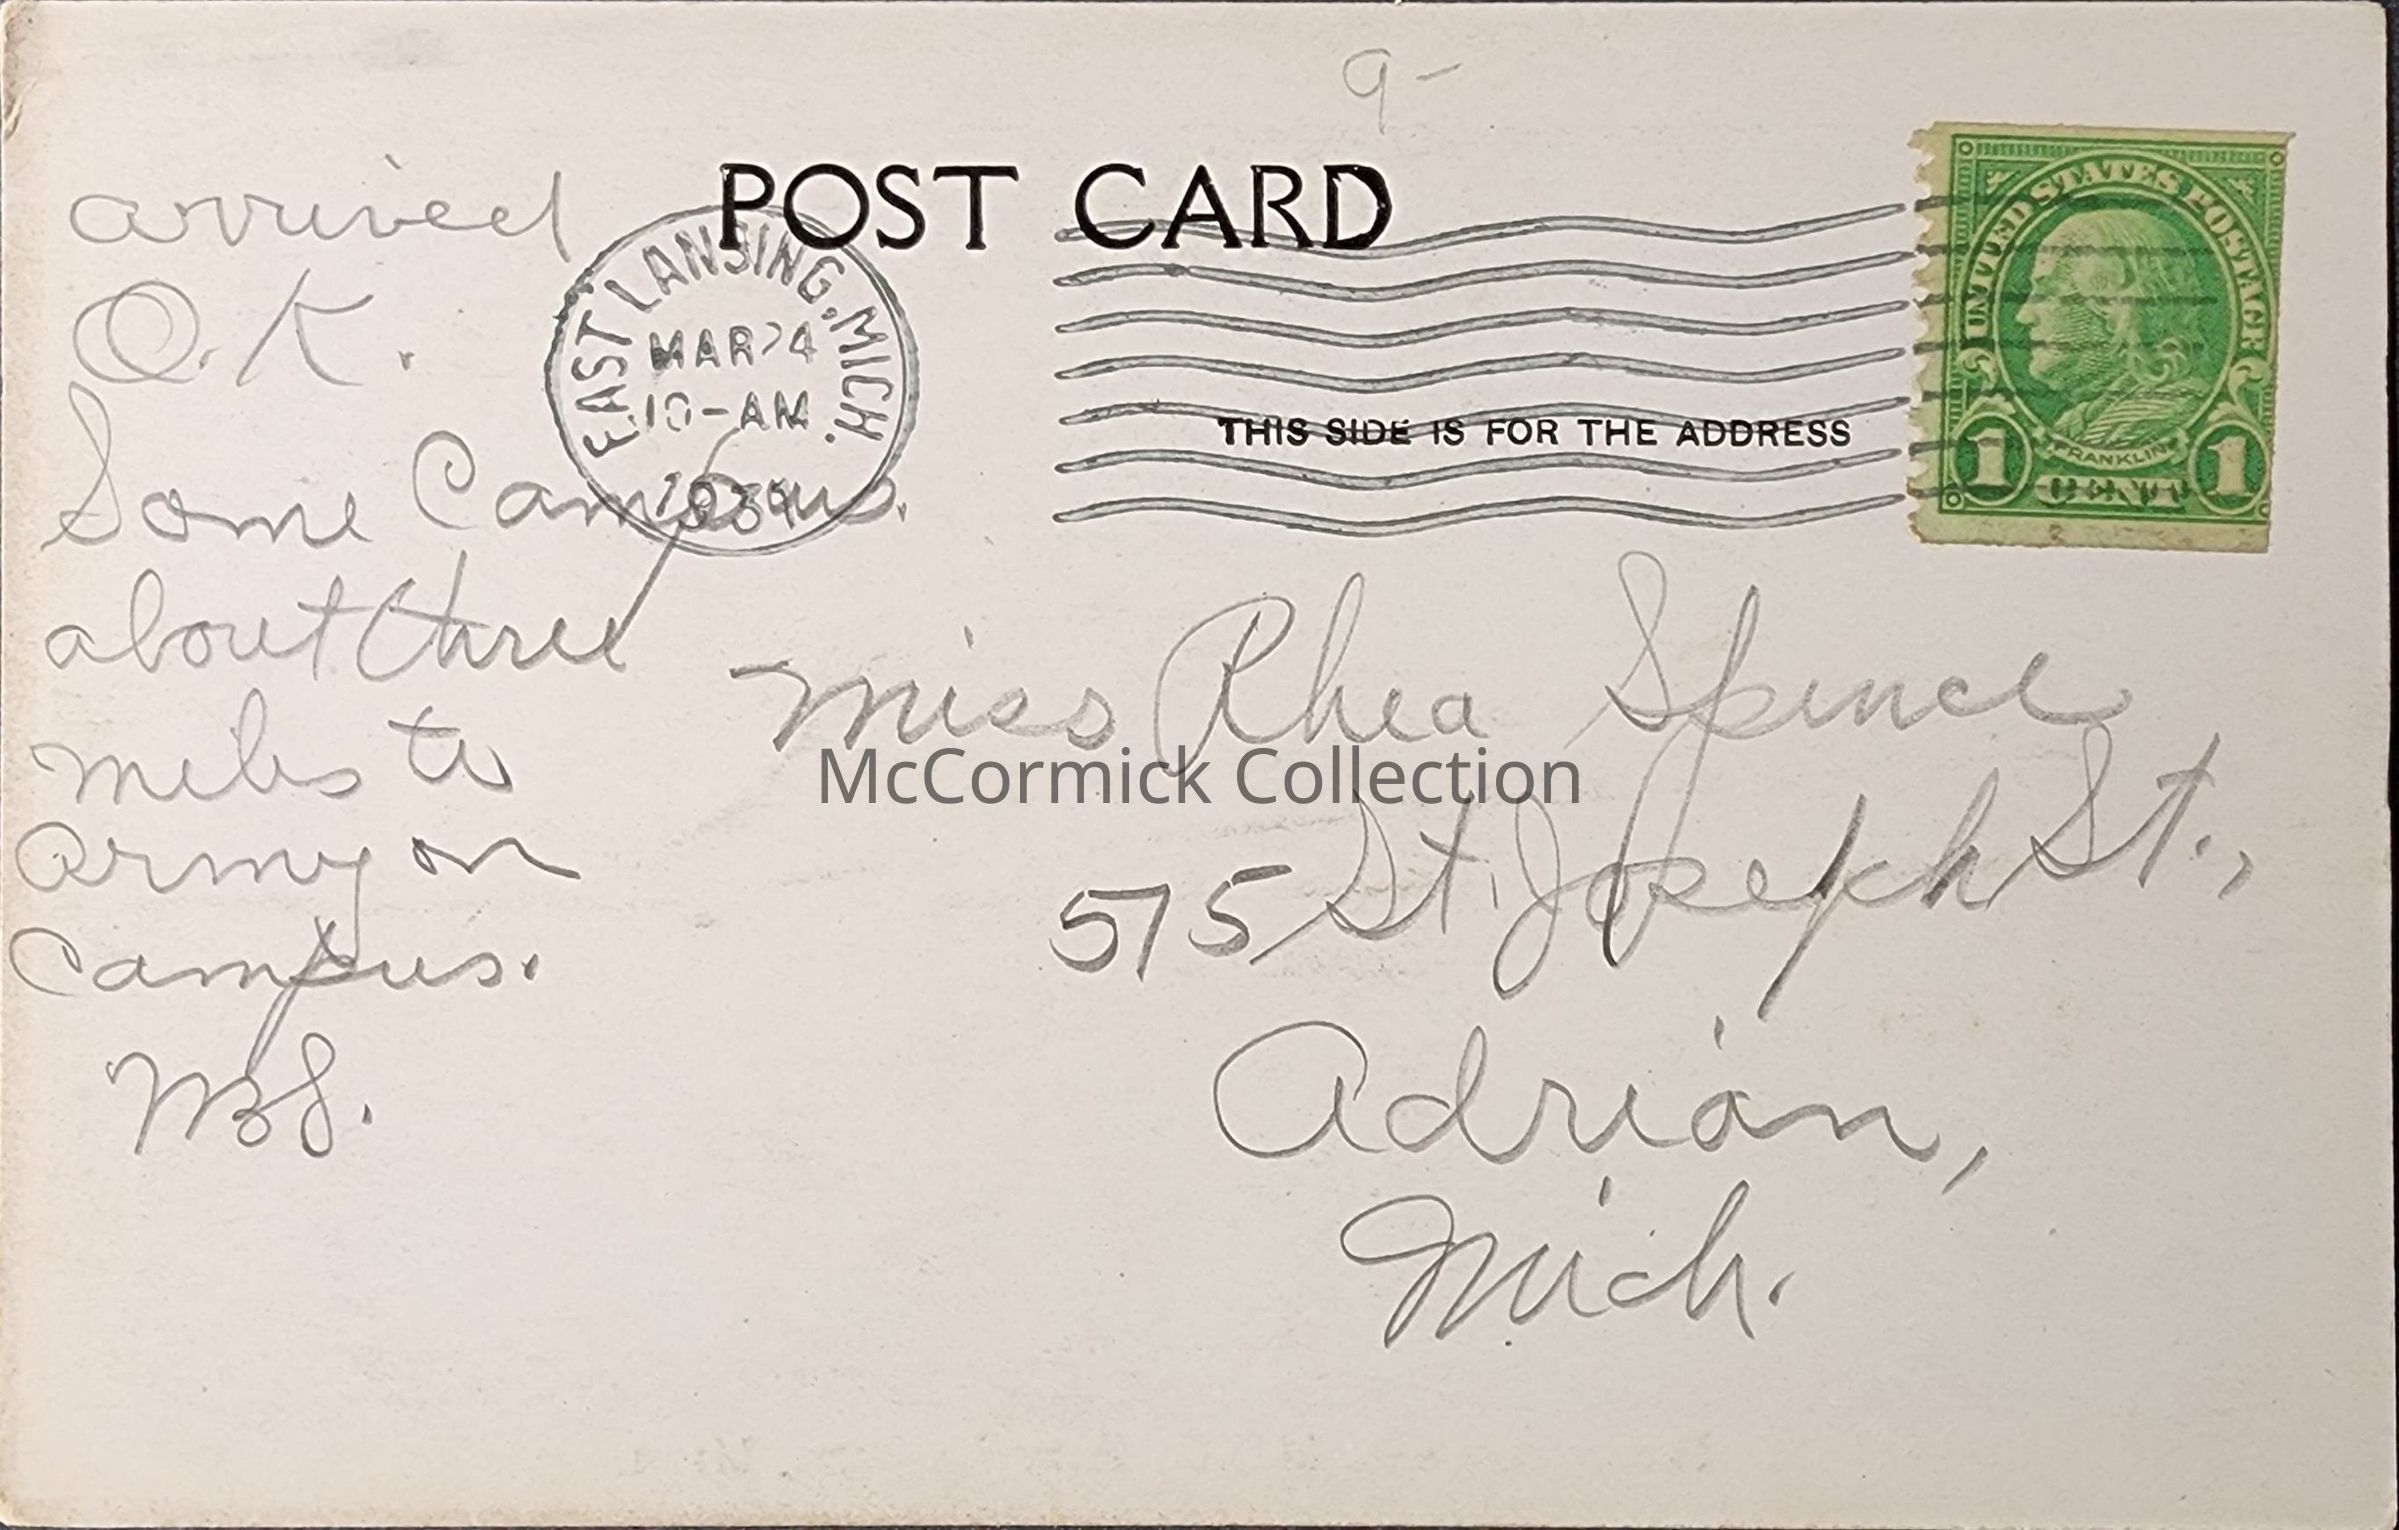 9-
POST CARD
arrived
O.K.
Some Campus.
about three
miles to
army on
campus.
MBS.
EAST LANSING, MICH.
MAR 24
10-AM
THIS SIDE IS FOR THE ADDRESS
UNITED STATES POSTAGE
FRANKLIN
1 CENT 1
Miss Rhea Spence
McCormick Collection
575 St. Joseph St.,
Adrian,
Mich.